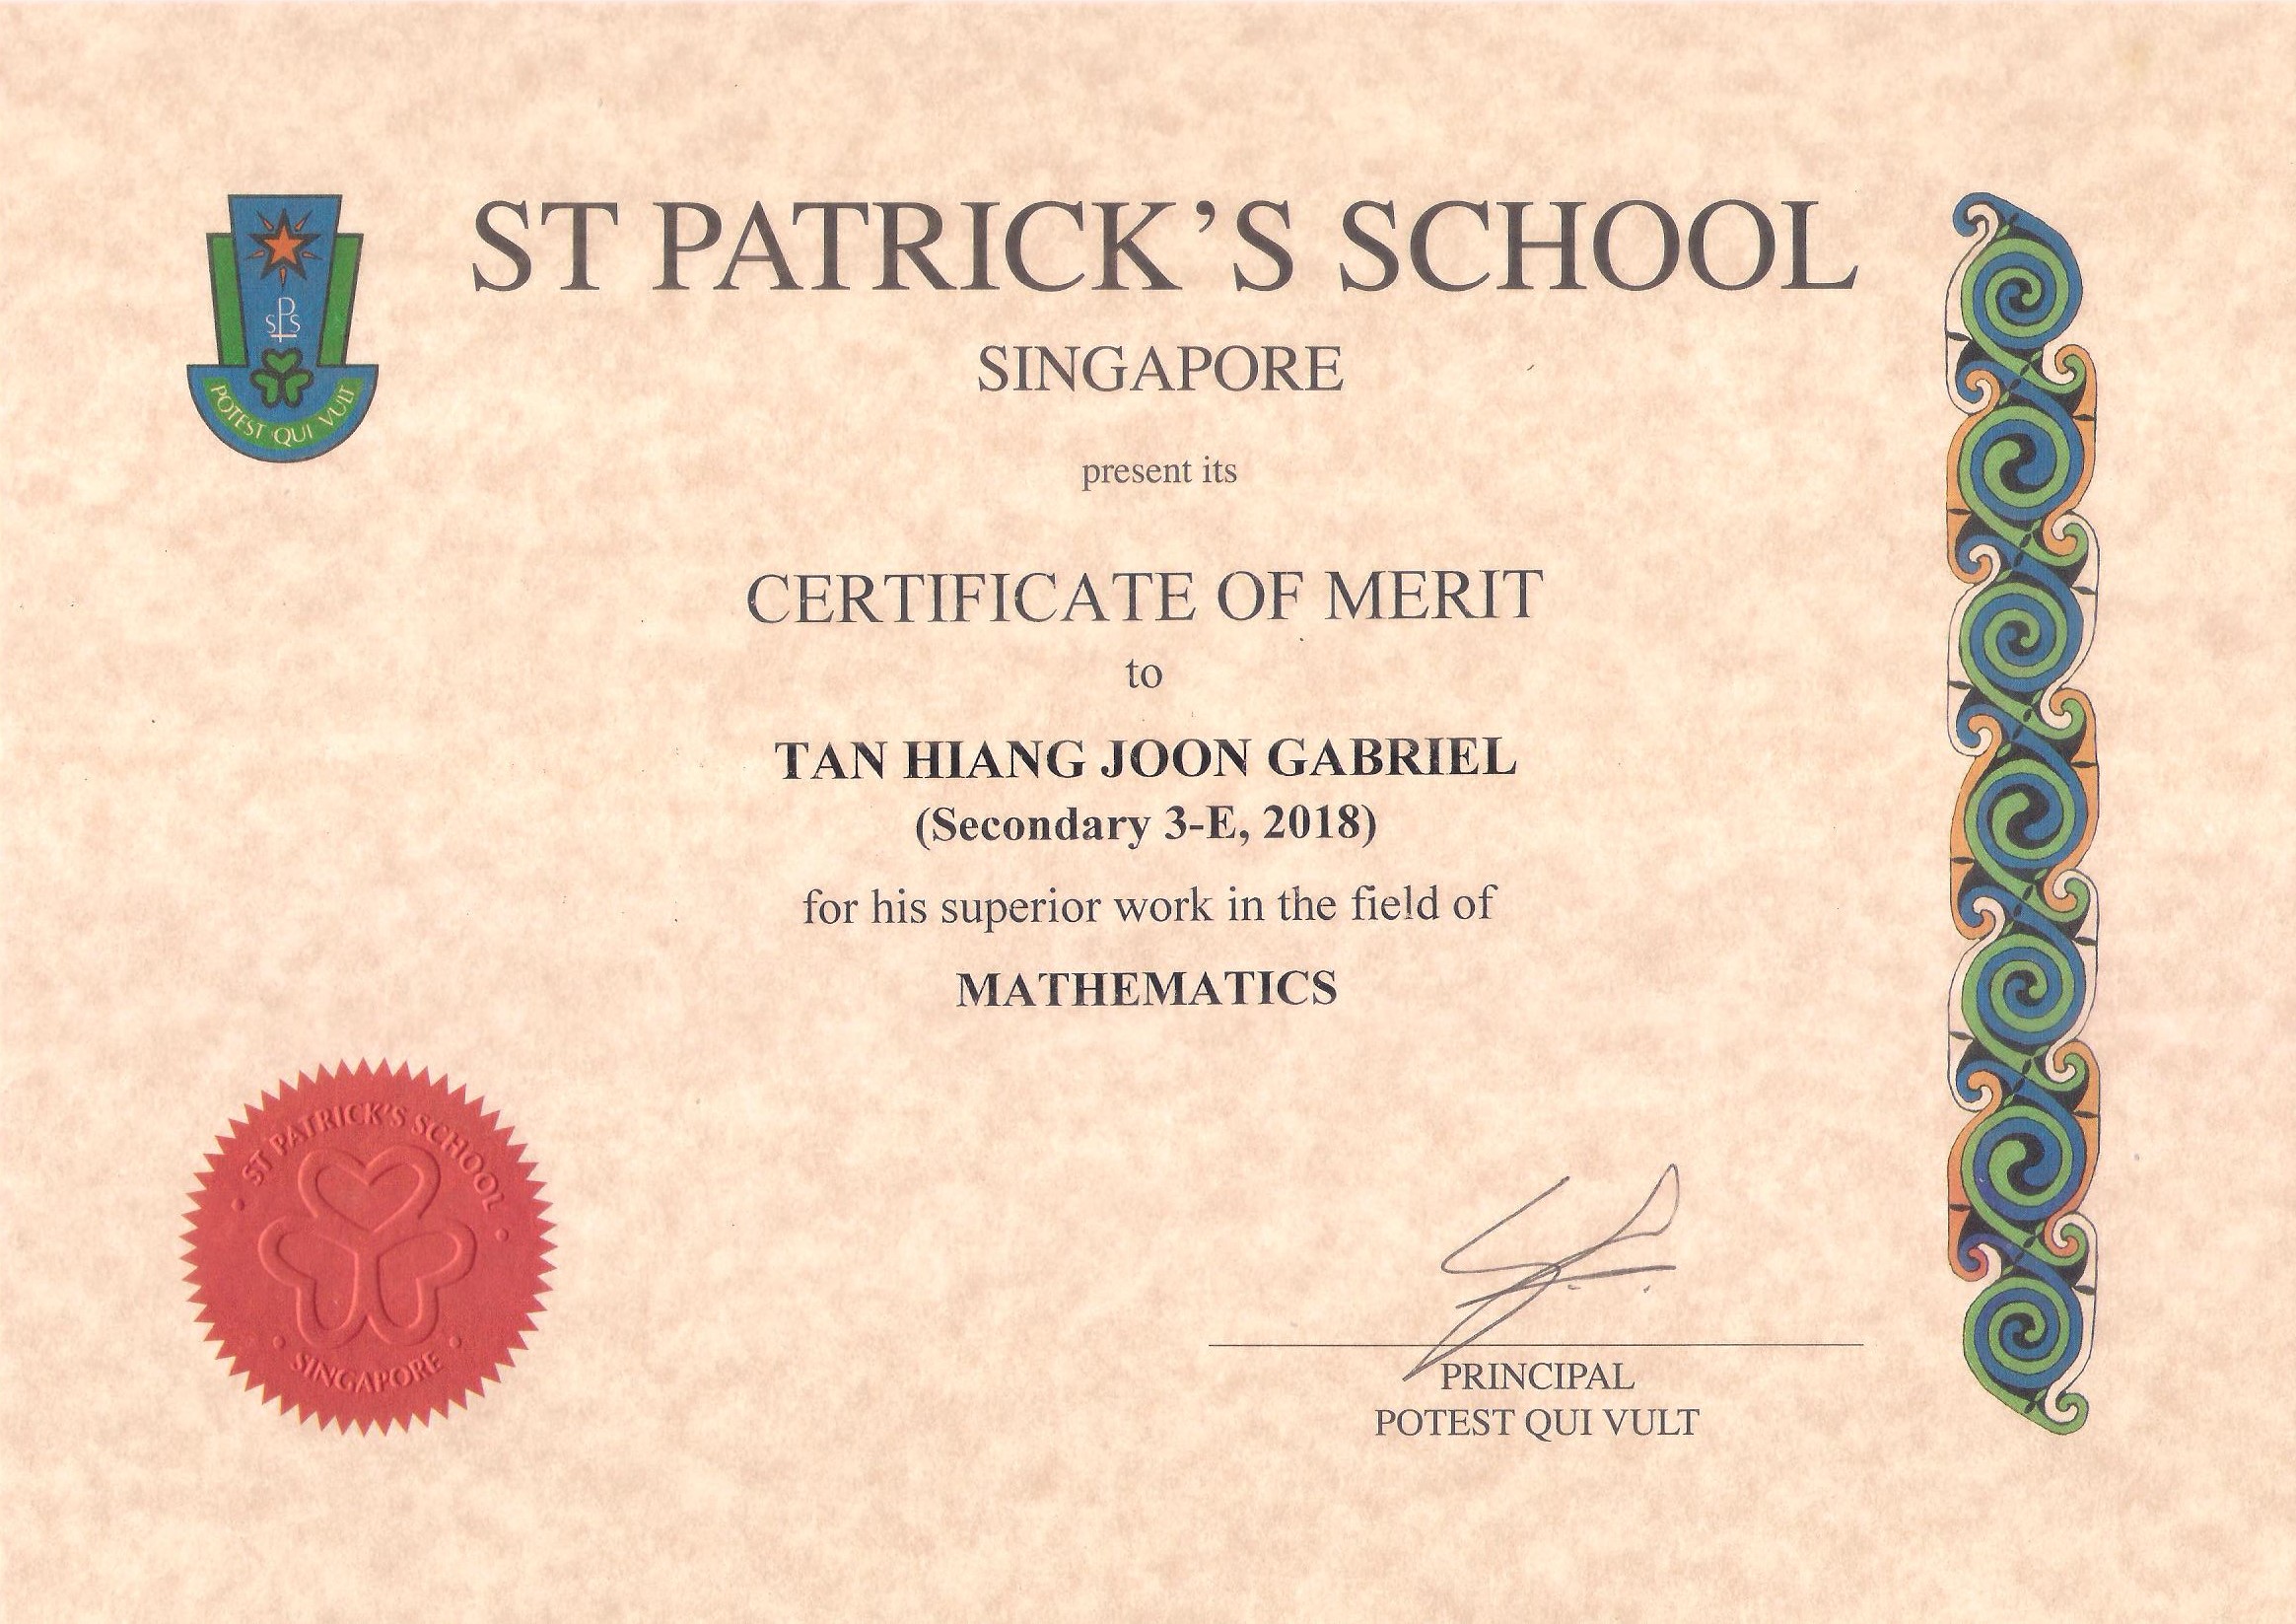 ST PATRICK’S SCHOOL
SINGAPORE
present its
CERTIFICATE OF MERIT
to
TAN HIANG JOON GABRIEL
(Secondary 3-E, 2018)
for his superior work in the field of
MATHEMATICS
SPS
POTEST QUI VULT
ST PATRICK'S SCHOOL
SINGAPORE
PRINCIPAL
POTEST QUI VULT